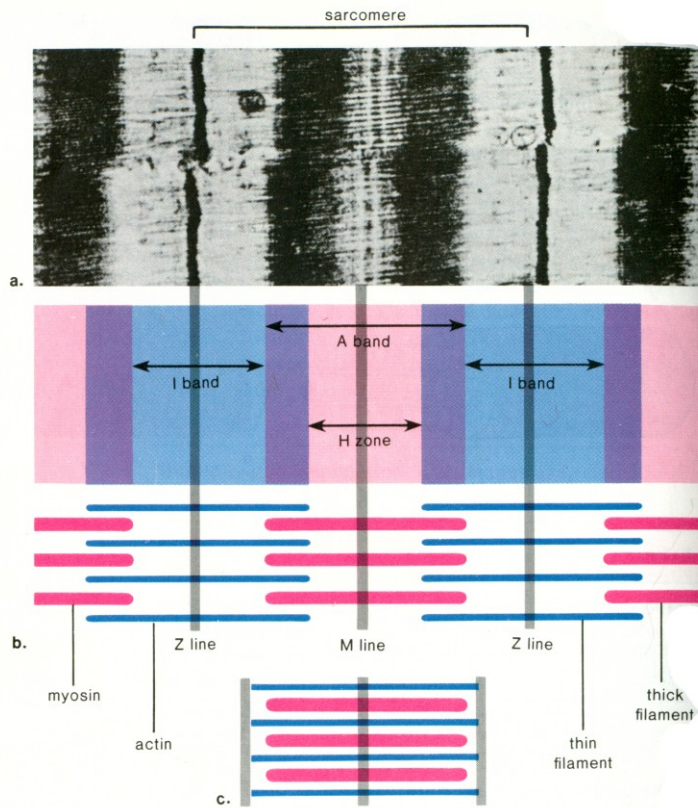 sarcomere
a.
A band
I band
I band
H zone
b.
Z line
M line
Z line
myosin
thick
filament
actin
thin
filament
c.